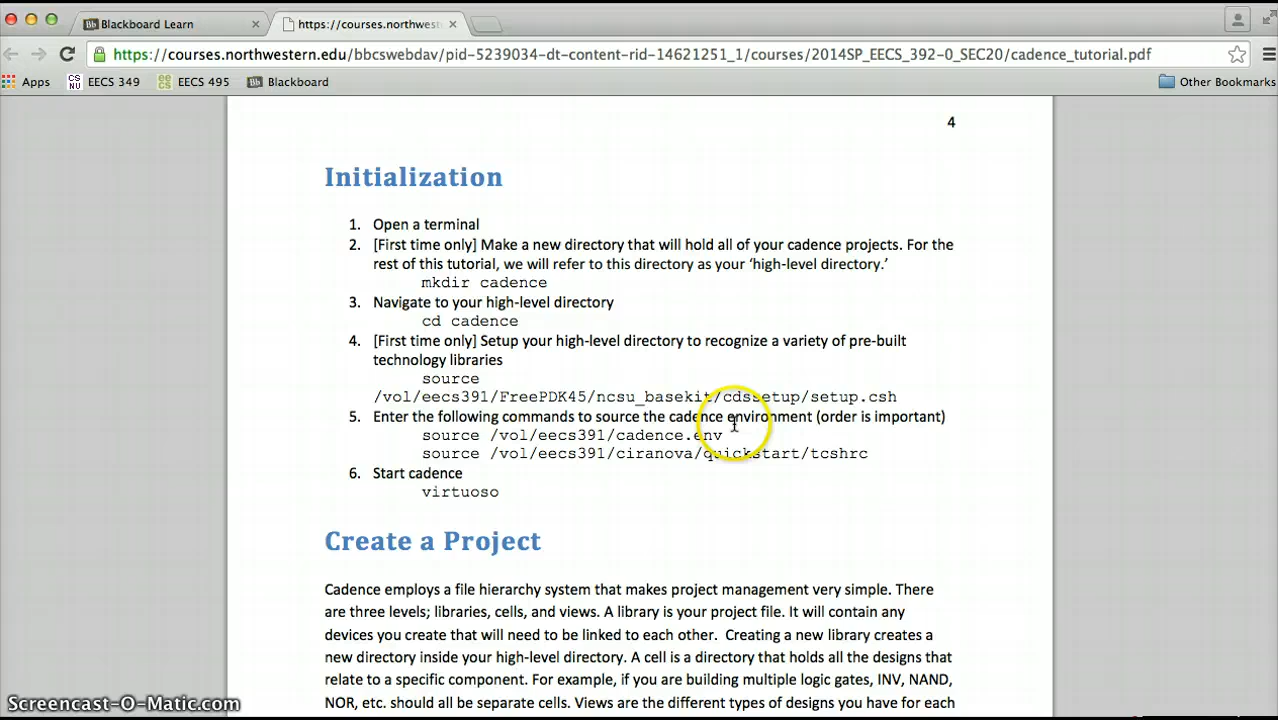 Blackboard Learn
https://courses.northwest
https://courses.northwestern.edu/bbcswebdav/pid-5239034-dt-content-rid-14621251_1/courses/2014SP_EECS_392-0_SEC20/cadence_tutorial.pdf
Apps EECS 349 EECS 495 Blackboard Other Bookmarks
4
Initialization
1. Open a terminal
2. [First time only] Make a new directory that will hold all of your cadence projects. For the
rest of this tutorial, we will refer to this directory as your ‘high-level directory.’
mkdir cadence
3. Navigate to your high-level directory
cd cadence
4. [First time only] Setup your high-level directory to recognize a variety of pre-built
technology libraries
source
/vol/eecs391/FreePDK45/ncsu_basekit/cdssetup/setup.csh
5. Enter the following commands to source the cadence environment (order is important)
source /vol/eecs391/cadence.env
source /vol/eecs391/ciranova/quickstart/tcshrc
6. Start cadence
virtuoso
Create a Project
Cadence employs a file hierarchy system that makes project management very simple. There
are three levels; libraries, cells, and views. A library is your project file. It will contain any
devices you create that will need to be linked to each other. Creating a new library creates a
new directory inside your high-level directory. A cell is a directory that holds all the designs that
relate to a specific component. For example, if you are building multiple logic gates, INV, NAND,
NOR, etc. should all be separate cells. Views are the different types of designs you have for each
Screencast-O-Matic.com